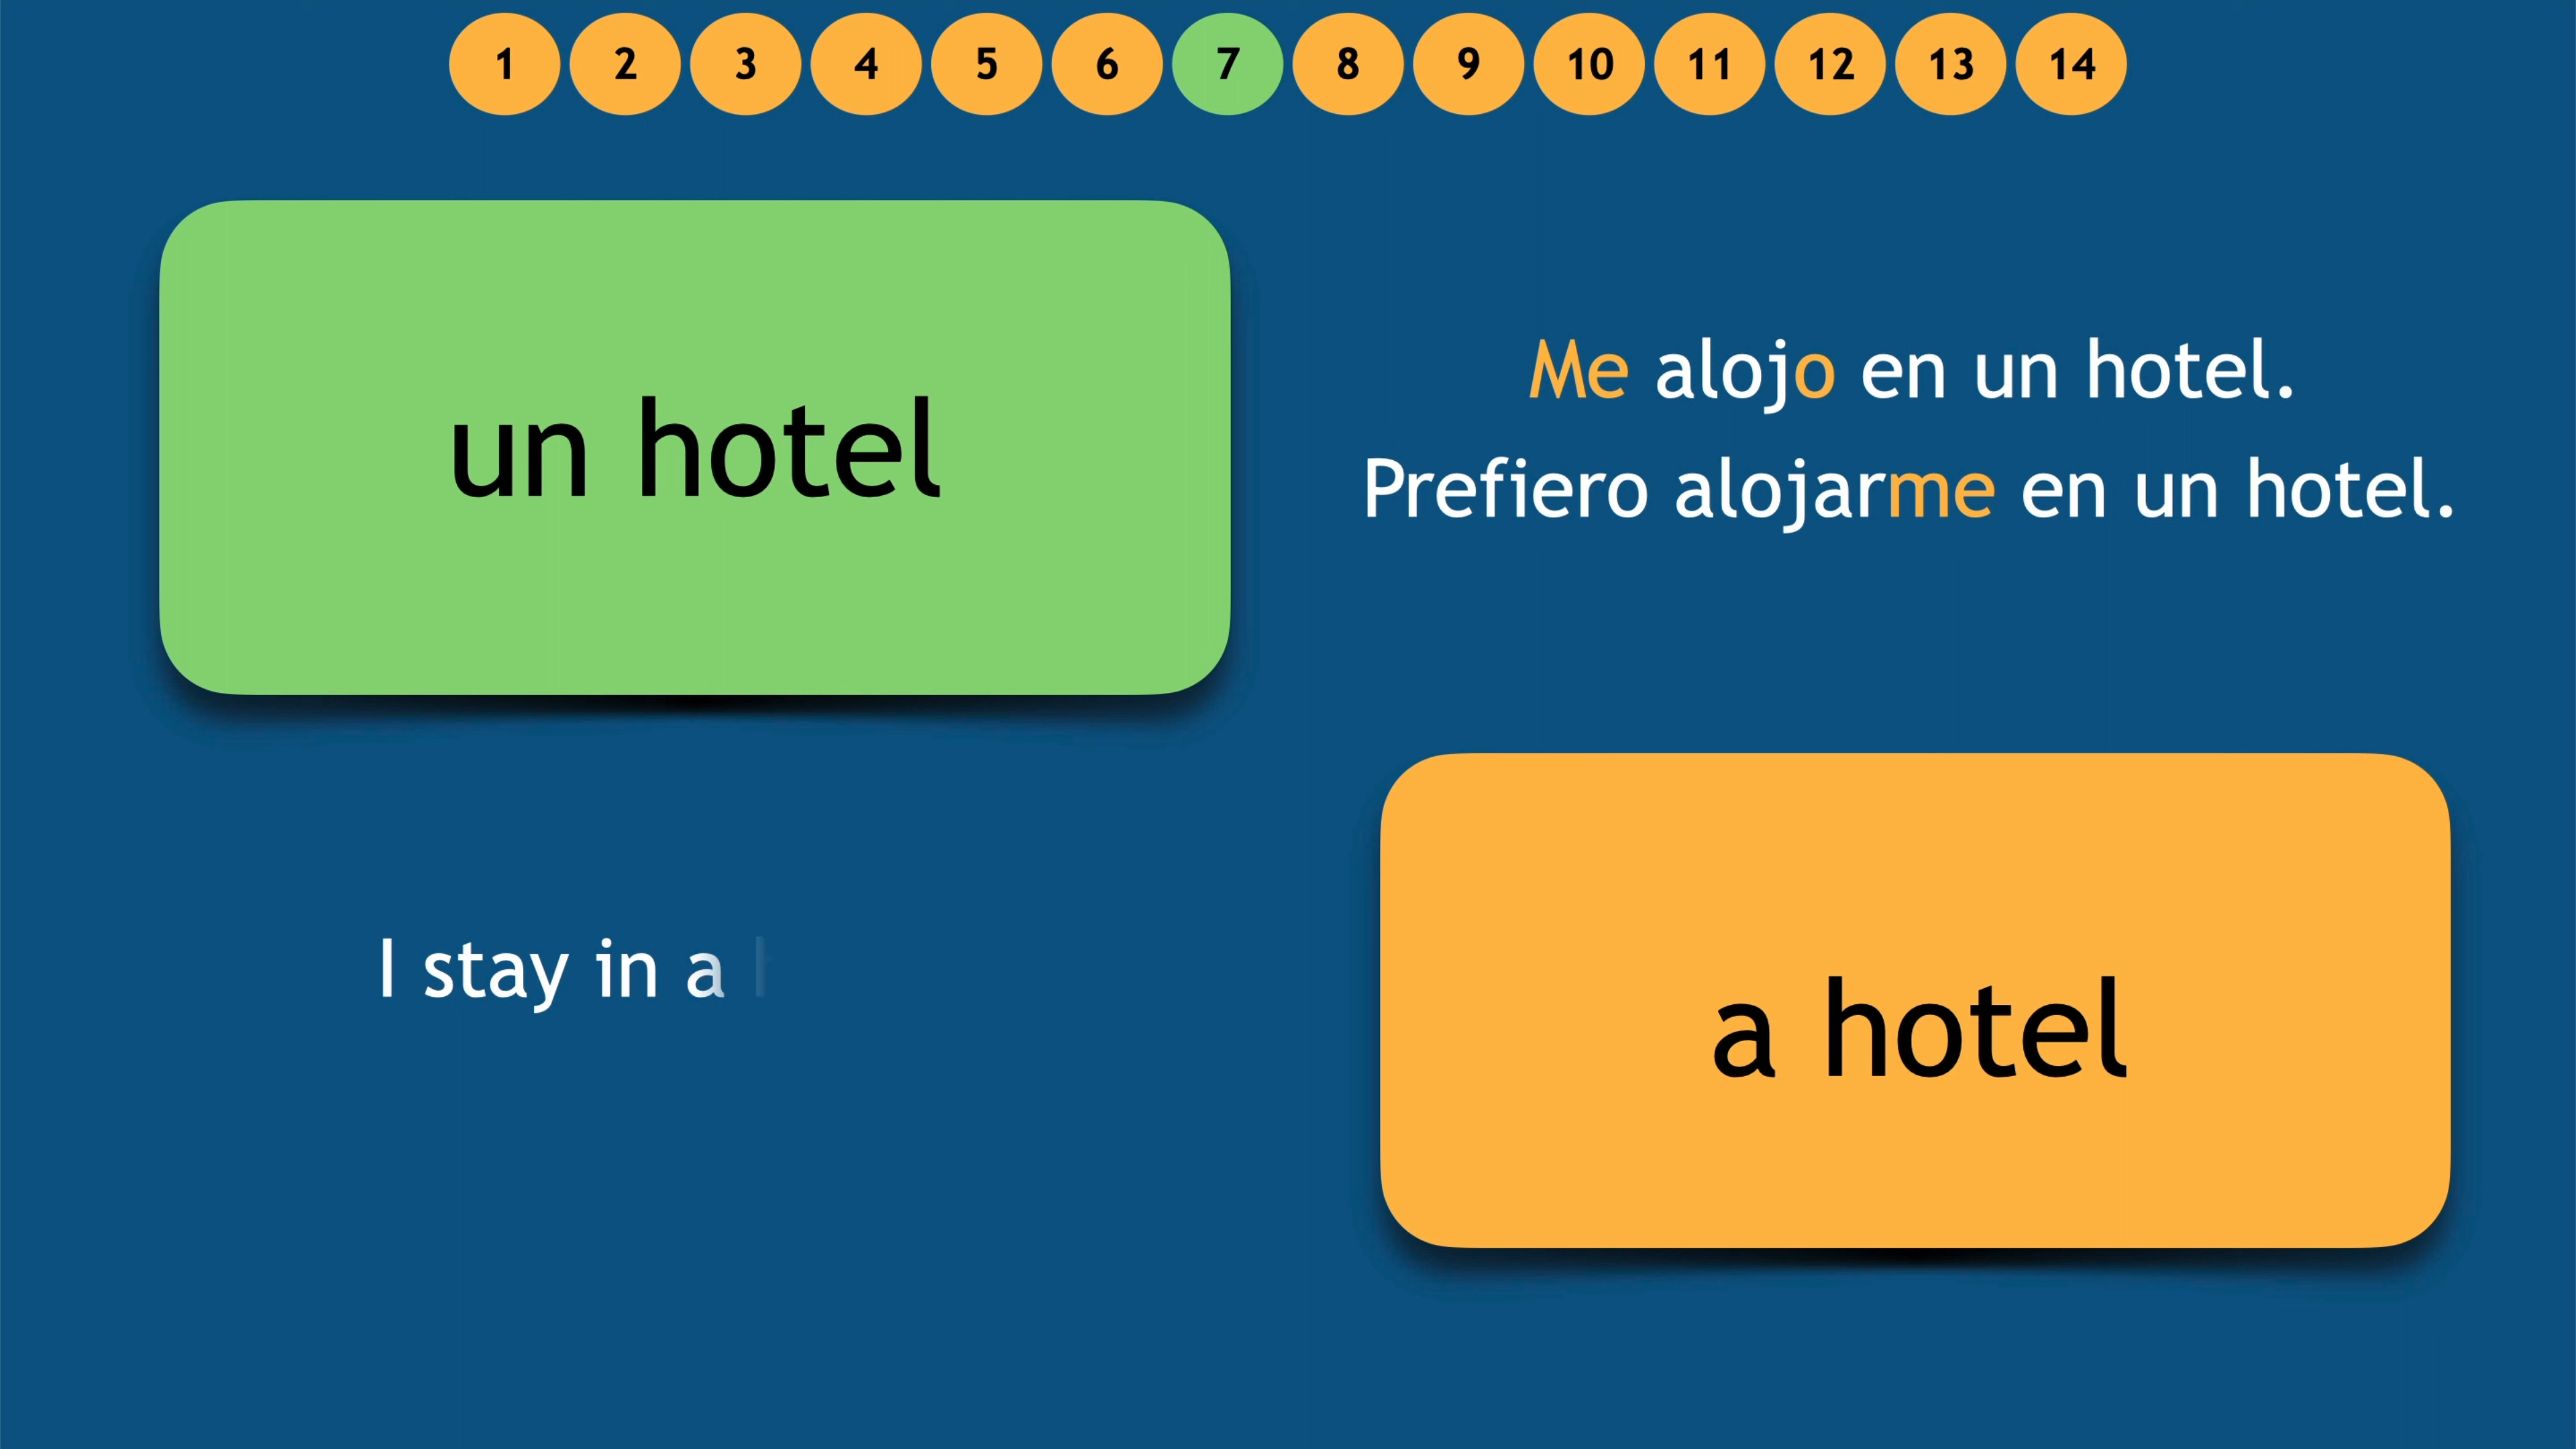 1 2 3 4 5 6 7 8 9 10 11 12 13 14
un hotel
Me alojo en un hotel.
Prefiero alojarme en un hotel.
I stay in a
a hotel